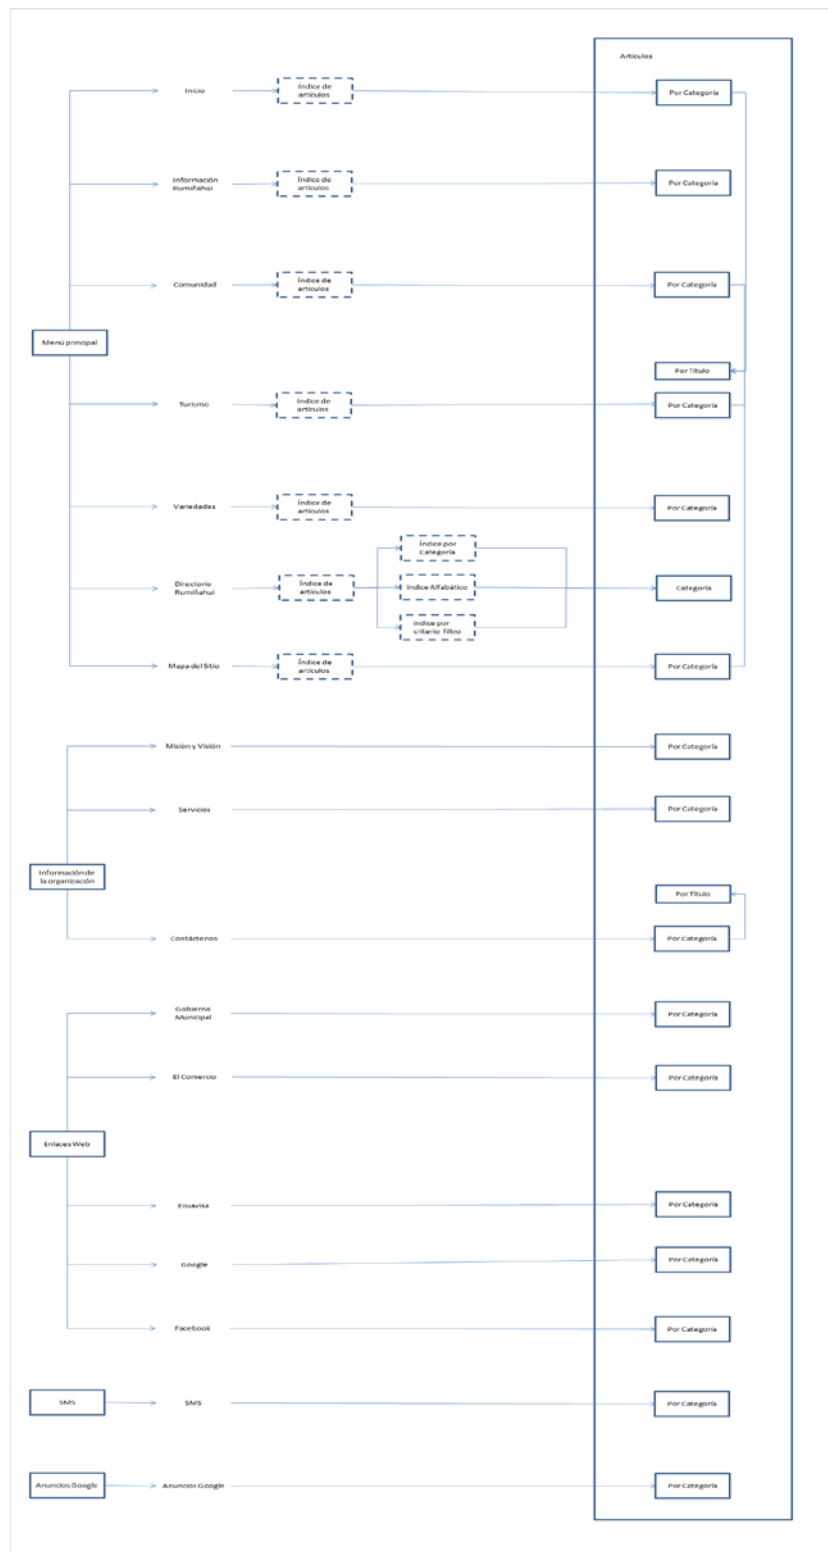 Artículos
Inicio
Índice de
artículos
Por Categoría
Información
Rumiñahui
Índice de
artículos
Por Categoría
Comunidad
Índice de
artículos
Por Categoría
Menú principal
Por Título
Turismo
Índice de
artículos
Por Categoría
Variedades
Índice de
artículos
Por Categoría
Índice por
Categoría
Directorio
Rumiñahui
Índice de
artículos
Índice Alfabético
Categoría
Índice por
criterio Filtro
Mapa del Sitio
Índice de
artículos
Por Categoría
Misión y Visión
Por Categoría
Servicios
Por Categoría
Información de
la organización
Por Título
Contáctenos
Por Categoría
Gobierno
Municipal
Por Categoría
El Comercio
Por Categoría
Enlaces Web
Ecuavisa
Por Categoría
Google
Por Categoría
Facebook
Por Categoría
SMS
SMS
Por Categoría
Anuncios Google
Anuncios Google
Por Categoría